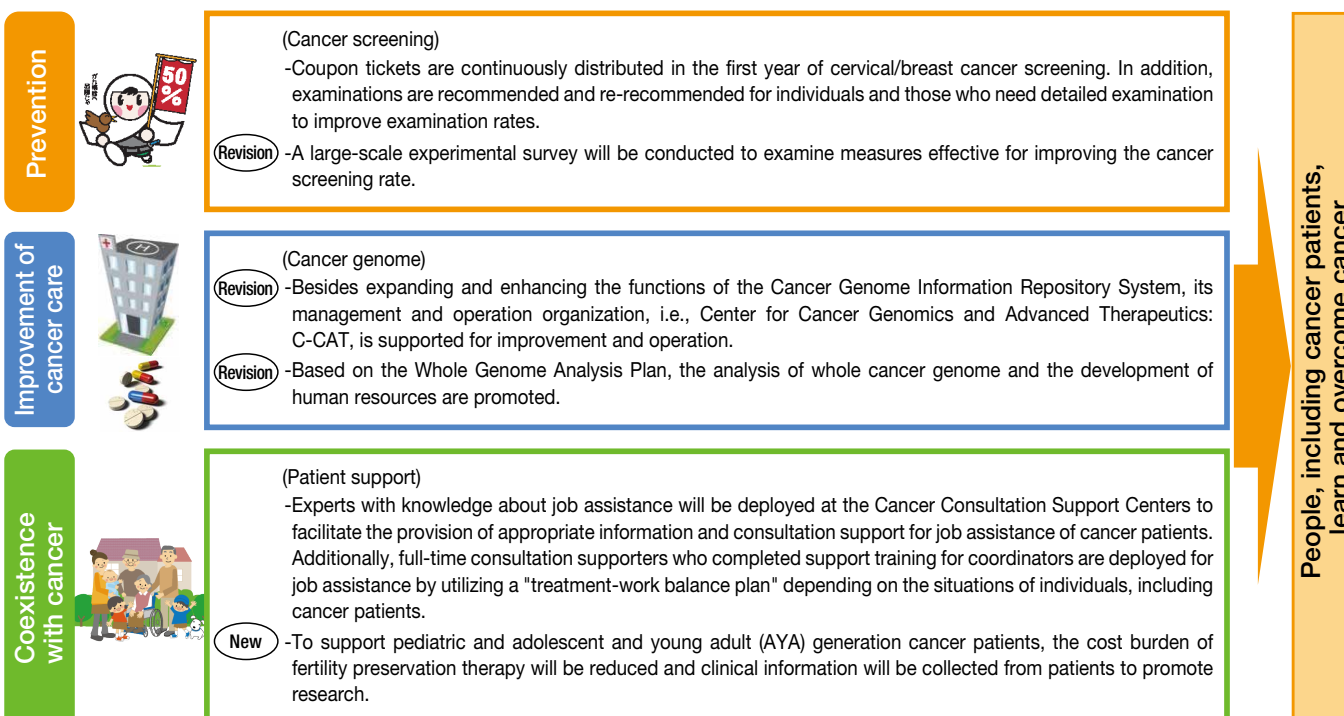 Prevention
50
%
(Cancer screening)
-Coupon tickets are continuously distributed in the first year of cervical/breast cancer screening. In addition,
examinations are recommended and re-recommended for individuals and those who need detailed examination
to improve examination rates.
Revision -A large-scale experimental survey will be conducted to examine measures effective for improving the cancer
screening rate.
Improvement of
cancer care
H
(Cancer genome)
Revision -Besides expanding and enhancing the functions of the Cancer Genome Information Repository System, its
management and operation organization, i.e., Center for Cancer Genomics and Advanced Therapeutics:
C-CAT, is supported for improvement and operation.
Revision -Based on the Whole Genome Analysis Plan, the analysis of whole cancer genome and the development of
human resources are promoted.
Coexistence
with cancer
(Patient support)
-Experts with knowledge about job assistance will be deployed at the Cancer Consultation Support Centers to
facilitate the provision of appropriate information and consultation support for job assistance of cancer patients.
Additionally, full-time consultation supporters who completed support training for coordinators are deployed for
job assistance by utilizing a "treatment-work balance plan" depending on the situations of individuals, including
cancer patients.
New -To support pediatric and adolescent and young adult (AYA) generation cancer patients, the cost burden of
fertility preservation therapy will be reduced and clinical information will be collected from patients to promote
research.
People, including cancer patients,
learn and overcome cancer